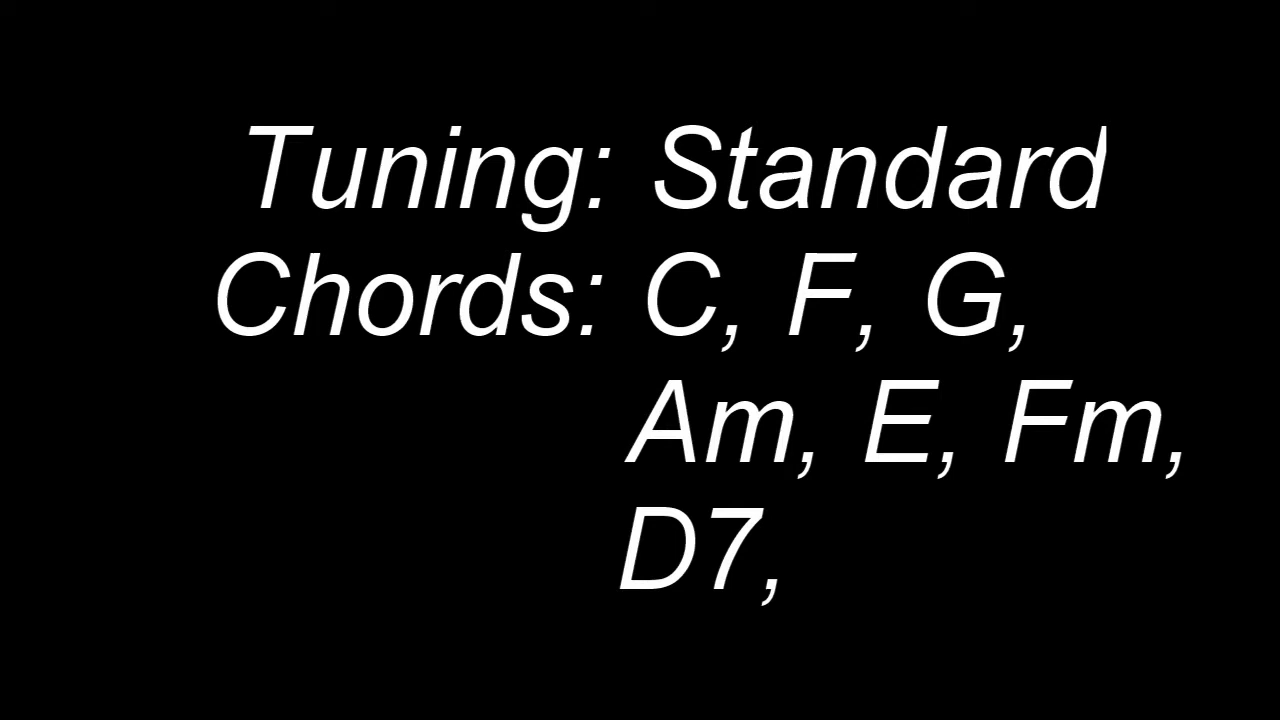 Tuning: Standard
Chords: C, F, G,
Am, E, Fm,
D7,